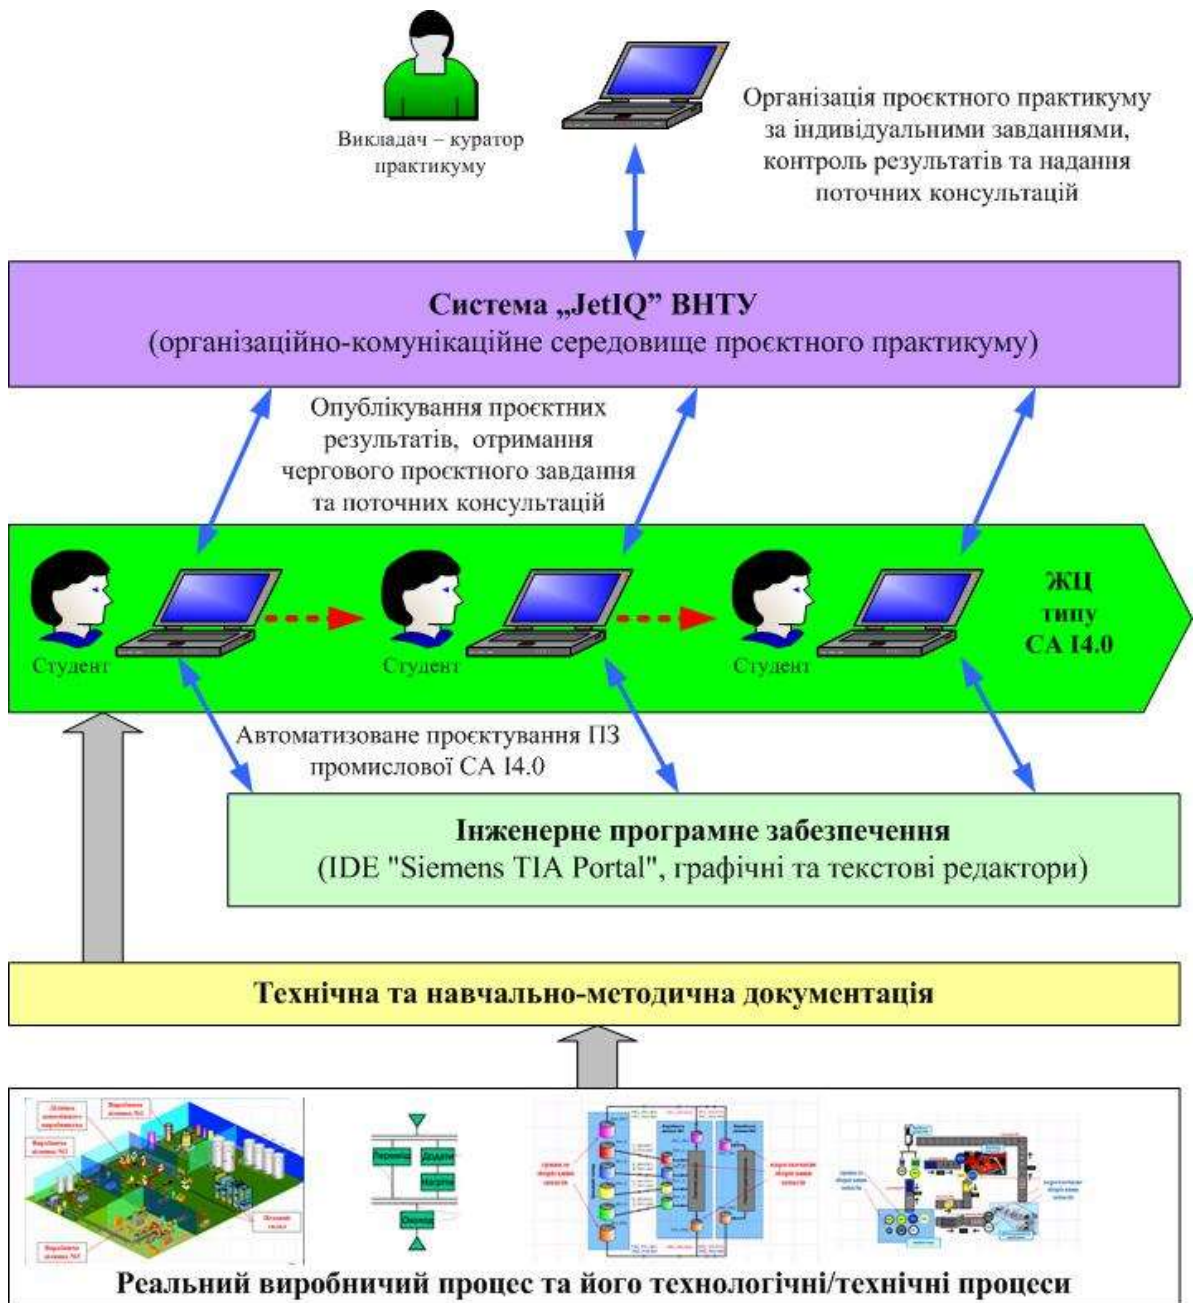 Викладач – куратор
практикуму
Організація проєктного практикуму
за індивідуальними завданнями,
контроль результатів та надання
поточних консультацій
Система „JetIQ” ВНТУ
(організаційно-комунікаційне середовище проєктного практикуму)
Опублікування проєктних
результатів, отримання
чергового проєктного завдання
та поточних консультацій
Студент
Студент
Студент
ЖЦ
типу
СА І4.0
Автоматизоване проєктування ПЗ
промислової СА І4.0
Інженерне програмне забезпечення
(IDE "Siemens TIA Portal", графічні та текстові редактори)
Технічна та навчально-методична документація
Додати
Нагріти
Реальний виробничий процес та його технологічні/технічні процеси